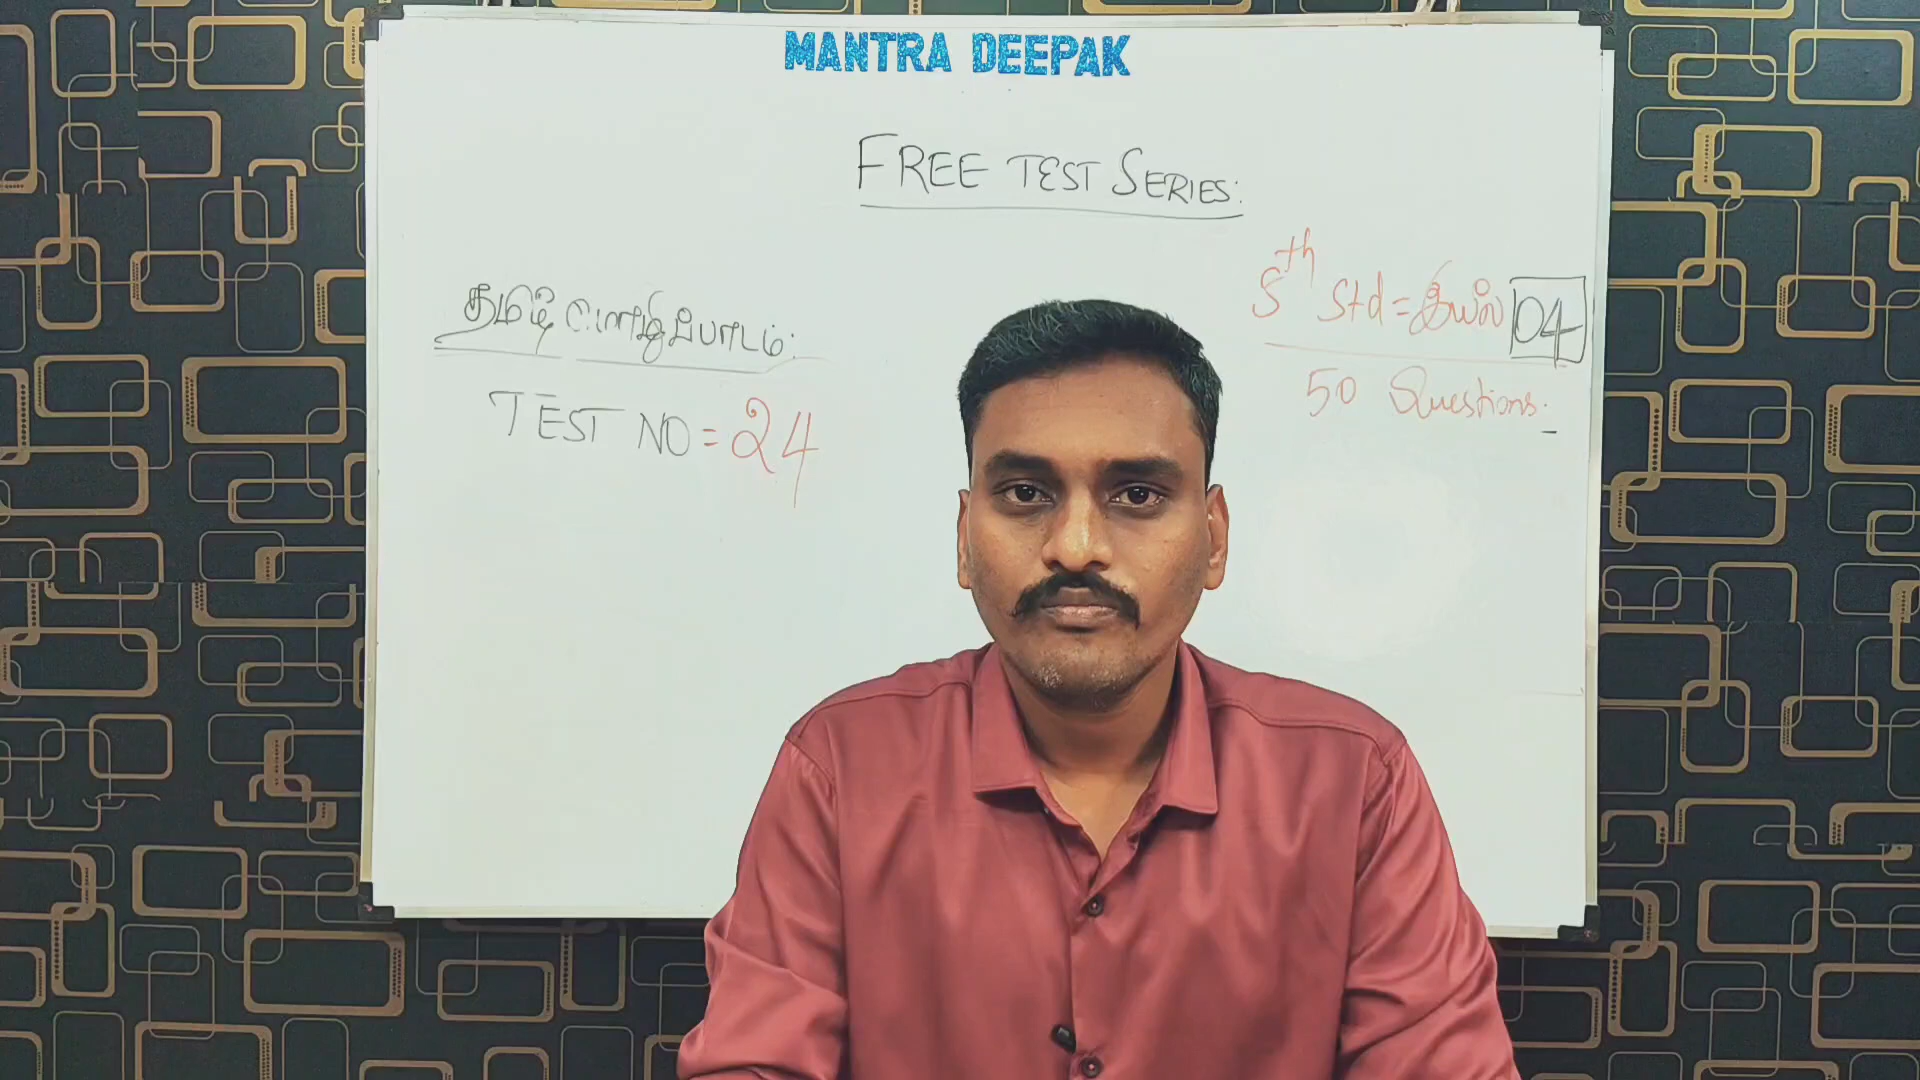 MANTRA DEEPAK
FREE TEST SERIES:
தமிழ் மொழிப்பாடம்:
TEST NO = 24
5th Std = இயல் 04
50 Questions.